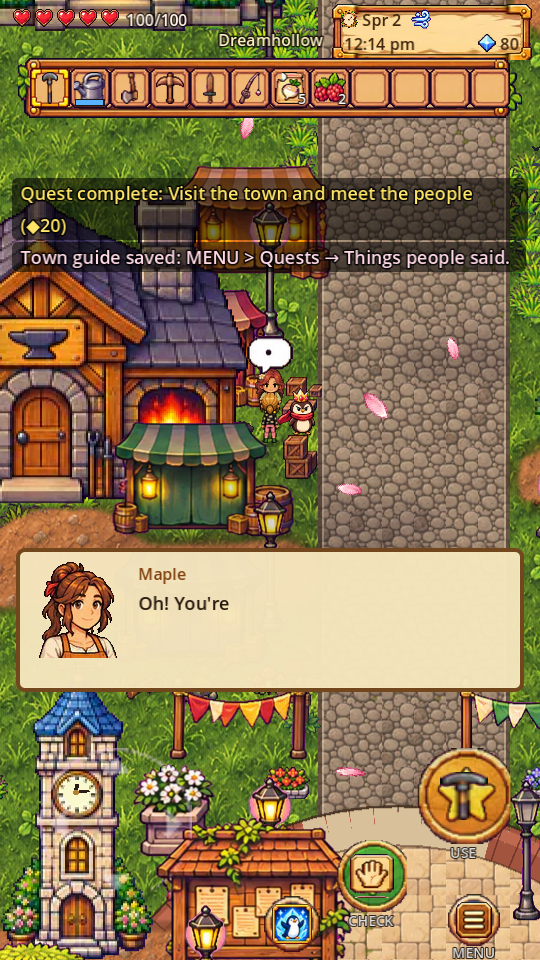 100/100
Spr 2
Dreamhollow
12:14 pm
80
5
2
Quest complete: Visit the town and meet the people
(◆20)
Town guide saved: MENU > Quests → Things people said.
Maple
Oh! You're
USE
CHECK
MENU